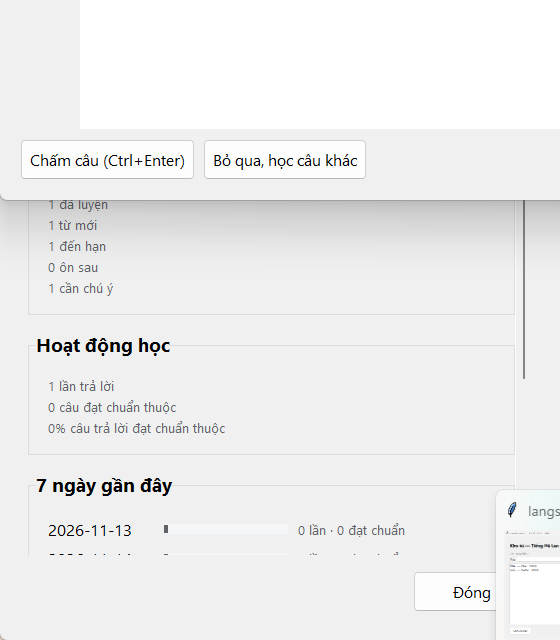 Chấm câu (Ctrl+Enter) Bỏ qua, học câu khác
1 đã luyện
1 từ mới
1 đến hạn
0 ôn sau
1 cần chú ý
Hoạt động học
1 lần trả lời
0 câu đạt chuẩn thuộc
0% câu trả lời đạt chuẩn thuộc
7 ngày gần đây
2026-11-13 0 lần · 0 đạt chuẩn
Đóng
langs